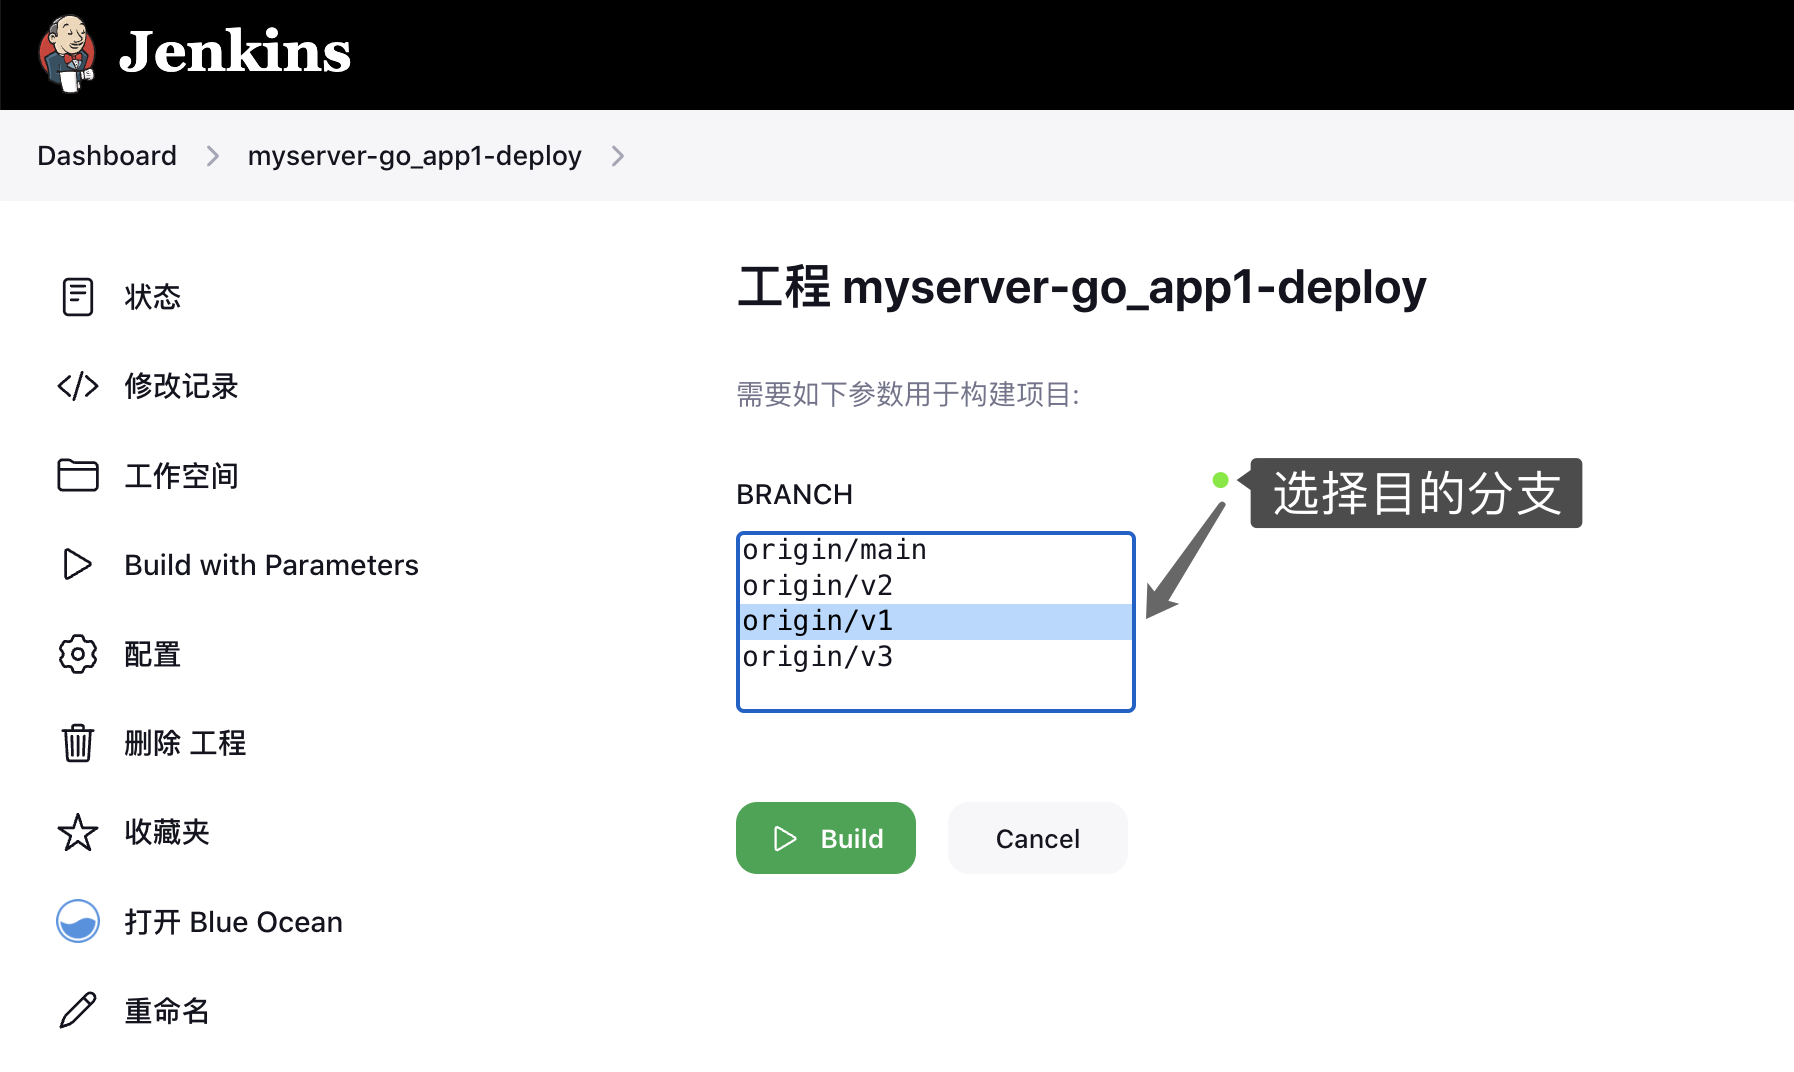 Jenkins
Dashboard
myserver-go_app1-deploy
状态
修改记录
工作空间
Build with Parameters
配置
删除 工程
收藏夹
打开 Blue Ocean
重命名
工程 myserver-go_app1-deploy
需要如下参数用于构建项目:
BRANCH
选择目的分支
origin/main
origin/v2
origin/v1
origin/v3
Build
Cancel